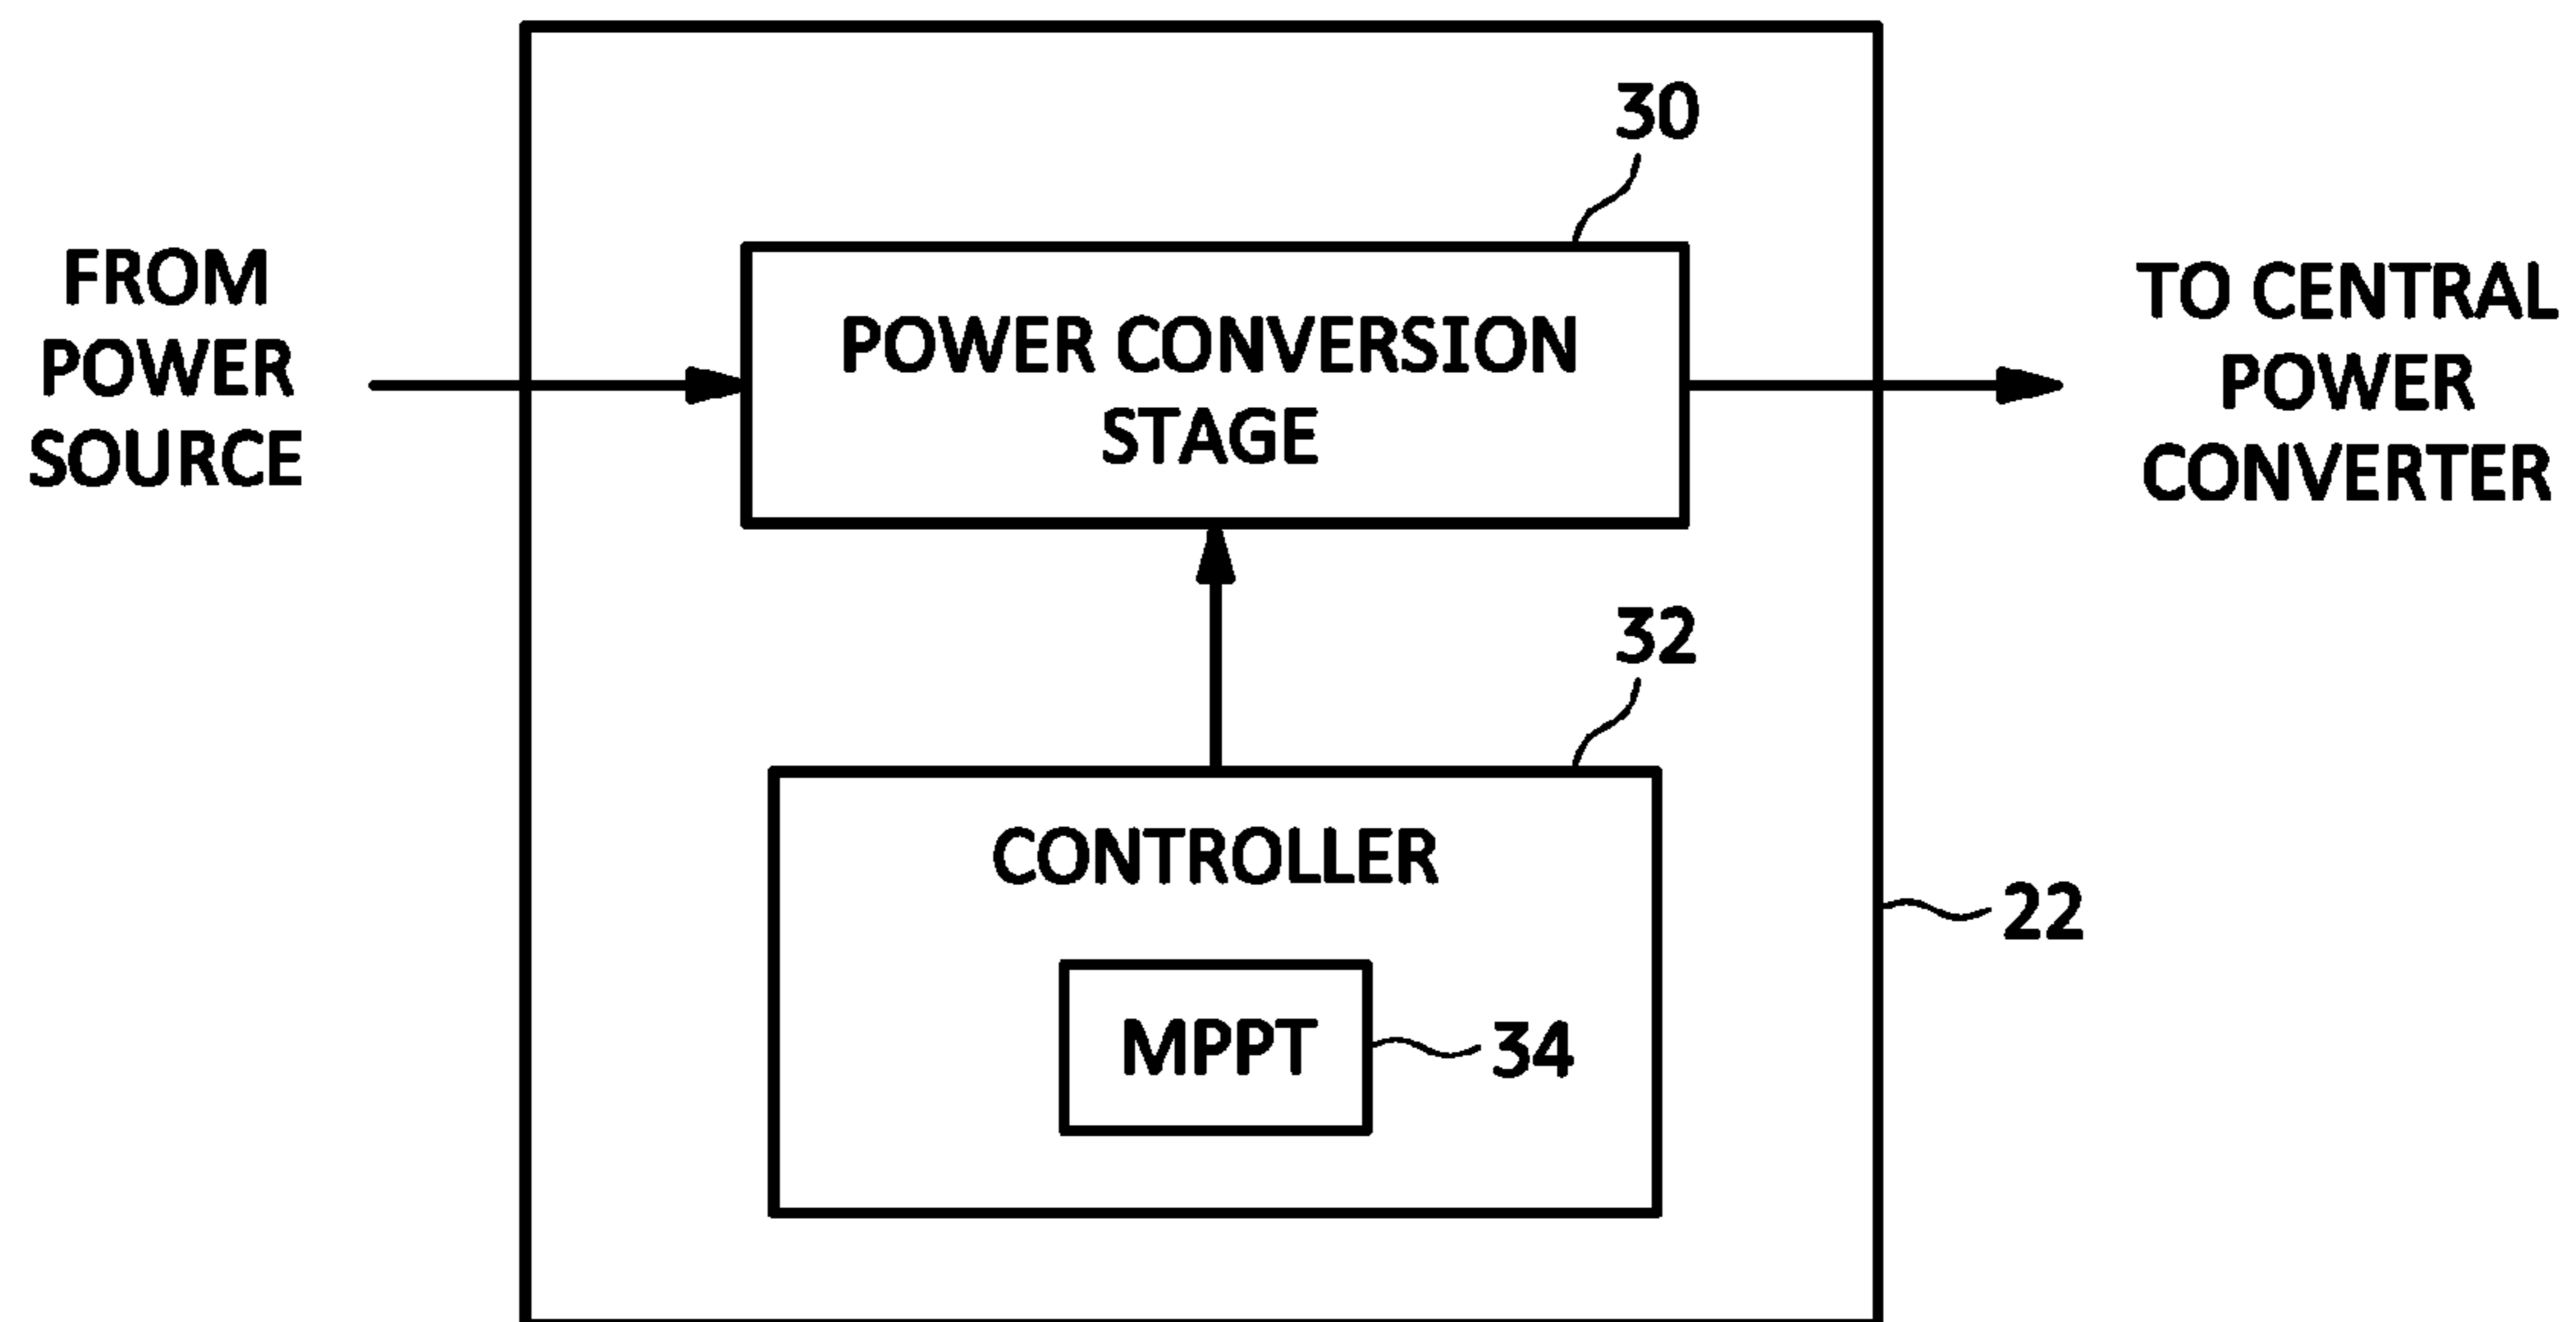 30
FROM
POWER
SOURCE
POWER CONVERSION
STAGE
TO CENTRAL
POWER
CONVERTER
32
CONTROLLER
22
MPPT
34